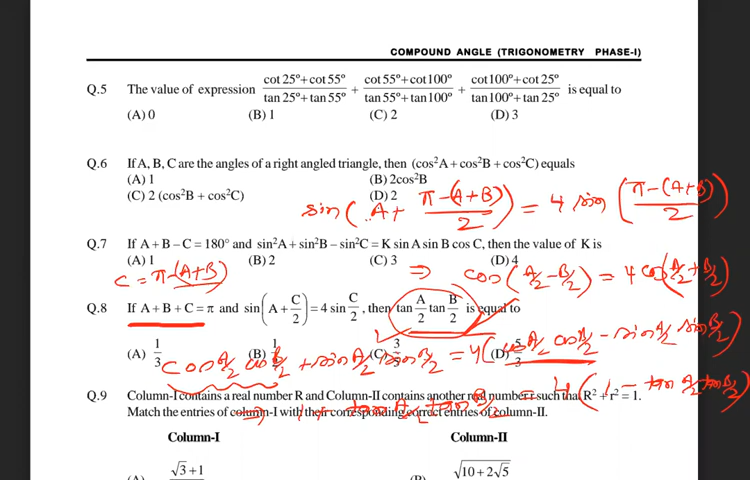 COMPOUND ANGLE (TRIGONOMETRY PHASE-I)
Q.5 The value of expression (cot 25° + cot 55°)/(tan 25° + tan 55°) + (cot 55° + cot 100°)/(tan 55° + tan 100°) + (cot 100° + cot 25°)/(tan 100° + tan 25°) is equal to
(A) 0 (B) 1 (C) 2 (D) 3
Q.6 If A, B, C are the angles of a right angled triangle, then (cos²A + cos²B + cos²C) equals
(A) 1 (B) 2cos²B
(C) 2 (cos²B + cos²C) (D) 2
sin(A + (π-(A+B))/2) = 4 sin((π-(A+B))/2)
Q.7 If A + B – C = 180° and sin²A + sin²B – sin²C = K sin A sin B cos C, then the value of K is
(A) 1 (B) 2 (C) 3 (D) 4
C = π-(A+B) ⇒ cos(A/2 - B/2) = 4 cos(A/2 + B/2)
Q.8 If A + B + C = π and sin(A + C/2) = 4 sin C/2, then tan A/2 tan B/2 is equal to
(A) 1/3 (B) (C) 3/5 (D)
cos A/2 cos B/2 + sin A/2 sin B/2 = 4(cos A/2 cos B/2 - sin A/2 sin B/2)
⇒ 1 + tan A/2 tan B/2 = 4(1 - tan A/2 tan B/2)
Q.9 Column-I contains a real number R and Column-II contains another real number r such that R² + r² = 1.
Match the entries of column-I with their corresponding correct entries of column-II.
Column-I Column-II
(A) √3 + 1 √(10 + 2√5)